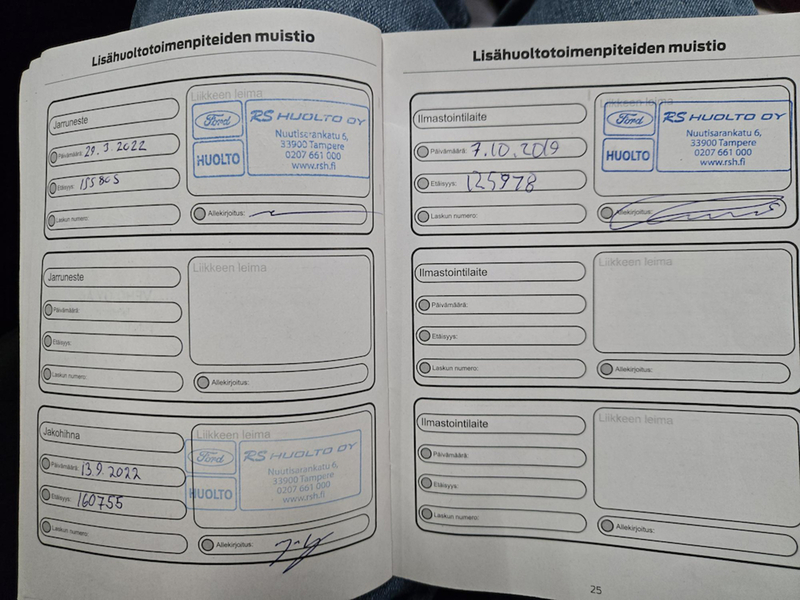 Lisähuoltotoimenpiteiden muistio
Jarruneste
Liikkeen leima
Päivämäärä: 29.3.2022
Etäisyys: 155805
Laskun numero:
Ford
HUOLTO
RS HUOLTO OY
Nuutisarankatu 6,
33900 Tampere
0207 661 000
www.rsh.fi
Allekirjoitus:
Jarruneste
Liikkeen leima
Päivämäärä:
Etäisyys:
Laskun numero:
Allekirjoitus:
Jakohihna
Liikkeen leima
Päivämäärä: 13.9.2022
Etäisyys: 160755
Laskun numero:
Ford
HUOLTO
RS HUOLTO OY
Nuutisarankatu 6,
33900 Tampere
0207 661 000
www.rsh.fi
Allekirjoitus:
Lisähuoltotoimenpiteiden muistio
Ilmastointilaite
Liikkeen leima
Päivämäärä: 7.10.2019
Etäisyys: 125978
Laskun numero:
Ford
HUOLTO
RS HUOLTO OY
Nuutisarankatu 6,
33900 Tampere
0207 661 000
www.rsh.fi
Allekirjoitus:
Ilmastointilaite
Liikkeen leima
Päivämäärä:
Etäisyys:
Laskun numero:
Allekirjoitus:
Ilmastointilaite
Liikkeen leima
Päivämäärä:
Etäisyys:
Laskun numero:
Allekirjoitus:
25